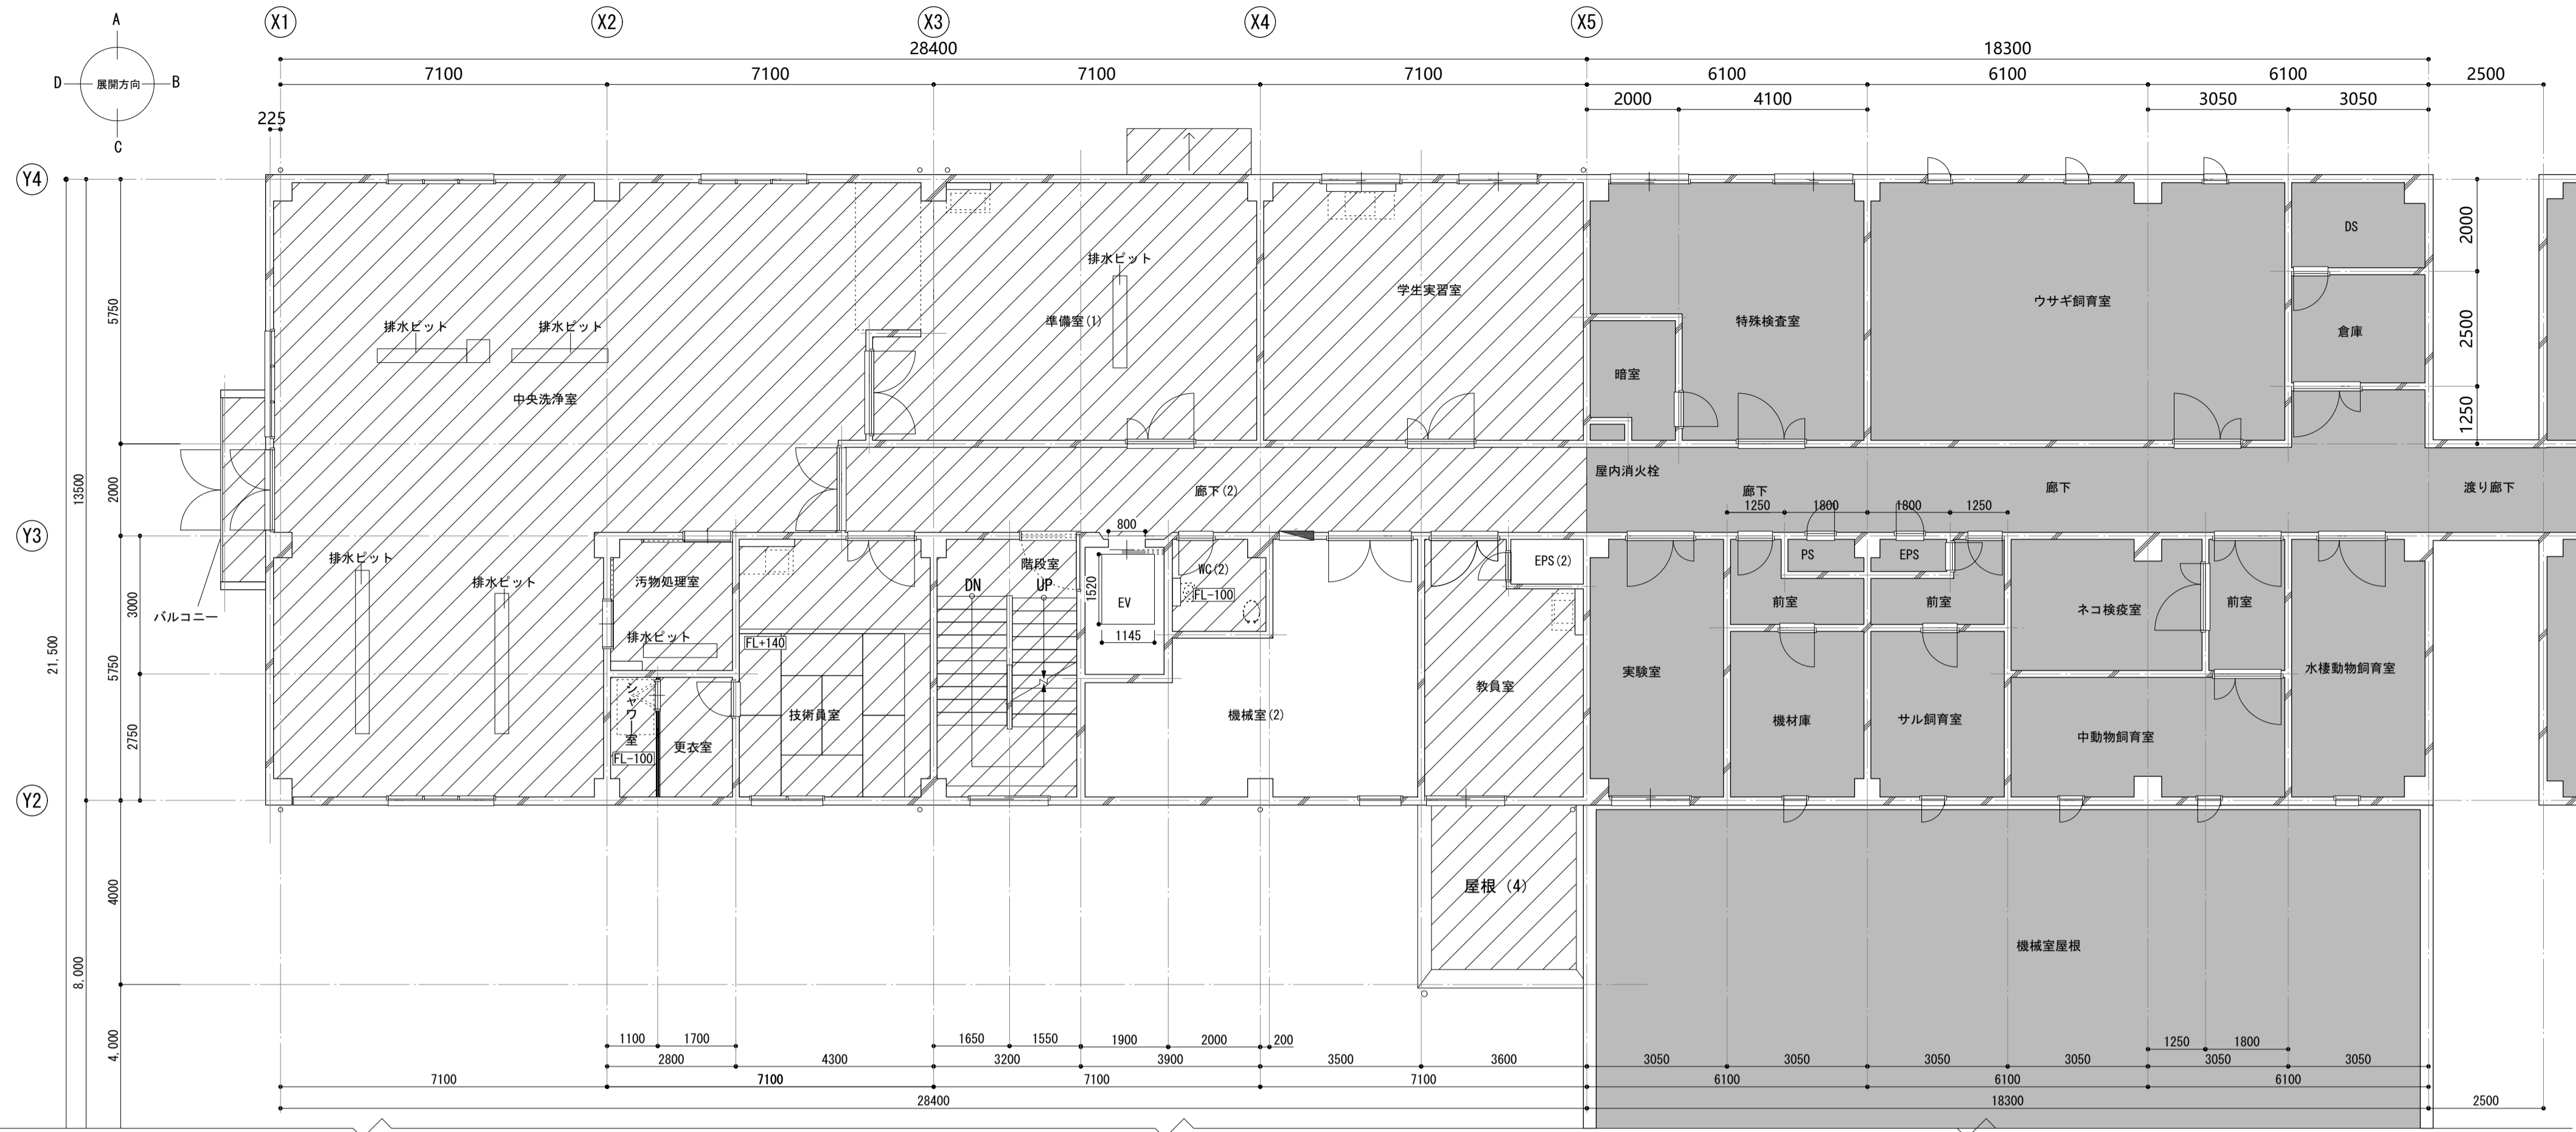 X1
X2
X3
X4
X5
A
D 展開方向 B
C
28400
18300
7100
7100
7100
7100
6100
6100
6100
2500
2000
4100
3050
3050
225
Y4
Y3
Y2
5750
2000
13500
3000
5750
2750
21,500
4000
8,000
4,000
2000
2500
1250
排水ピット
排水ピット
中央洗浄室
排水ピット
準備室(1)
学生実習室
特殊検査室
暗室
ウサギ飼育室
DS
倉庫
廊下(2)
屋内消火栓
廊下
廊下
渡り廊下
1250
1800
1800
1250
バルコニー
排水ピット
排水ピット
汚物処理室
排水ピット
シャワー室
FL-100
更衣室
FL+140
技術員室
階段室
DN
UP
800
1520
EV
1145
WC(2)
FL-100
機械室(2)
EPS(2)
教員室
実験室
PS
EPS
前室
前室
機材庫
サル飼育室
ネコ検疫室
前室
中動物飼育室
水棲動物飼育室
屋根 (4)
機械室屋根
1100
1700
1650
1550
1900
2000
200
1250
1800
2800
4300
3200
3900
3500
3600
3050
3050
3050
3050
3050
3050
7100
7100
7100
7100
6100
6100
6100
28400
18300
2500